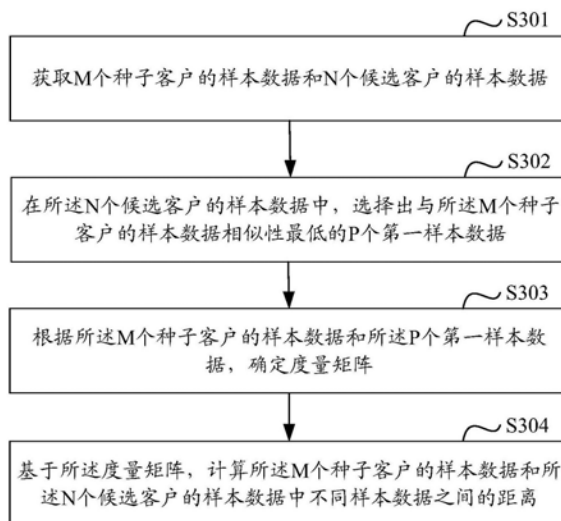 S301
获取M个种子客户的样本数据和N个候选客户的样本数据
S302
在所述N个候选客户的样本数据中，选择出与所述M个种子
客户的样本数据相似性最低的P个第一样本数据
S303
根据所述M个种子客户的样本数据和所述P个第一样本数
据，确定度量矩阵
S304
基于所述度量矩阵，计算所述M个种子客户的样本数据和所
述N个候选客户的样本数据中不同样本数据之间的距离